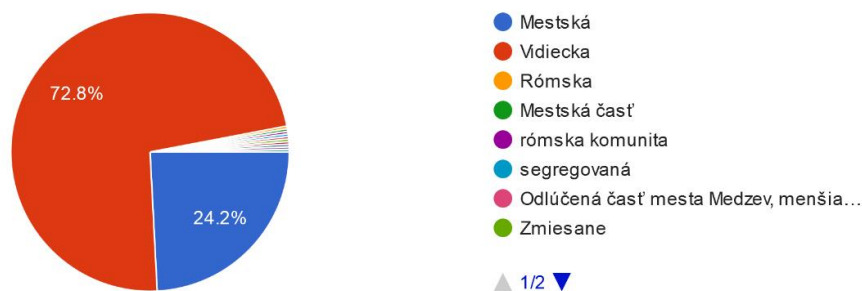 72.8%
24.2%
Mestská
Vidiecka
Rómska
Mestská časť
rómska komunita
segregovaná
Odlúčená časť mesta Medzev, menšia…
Zmiesane
1/2